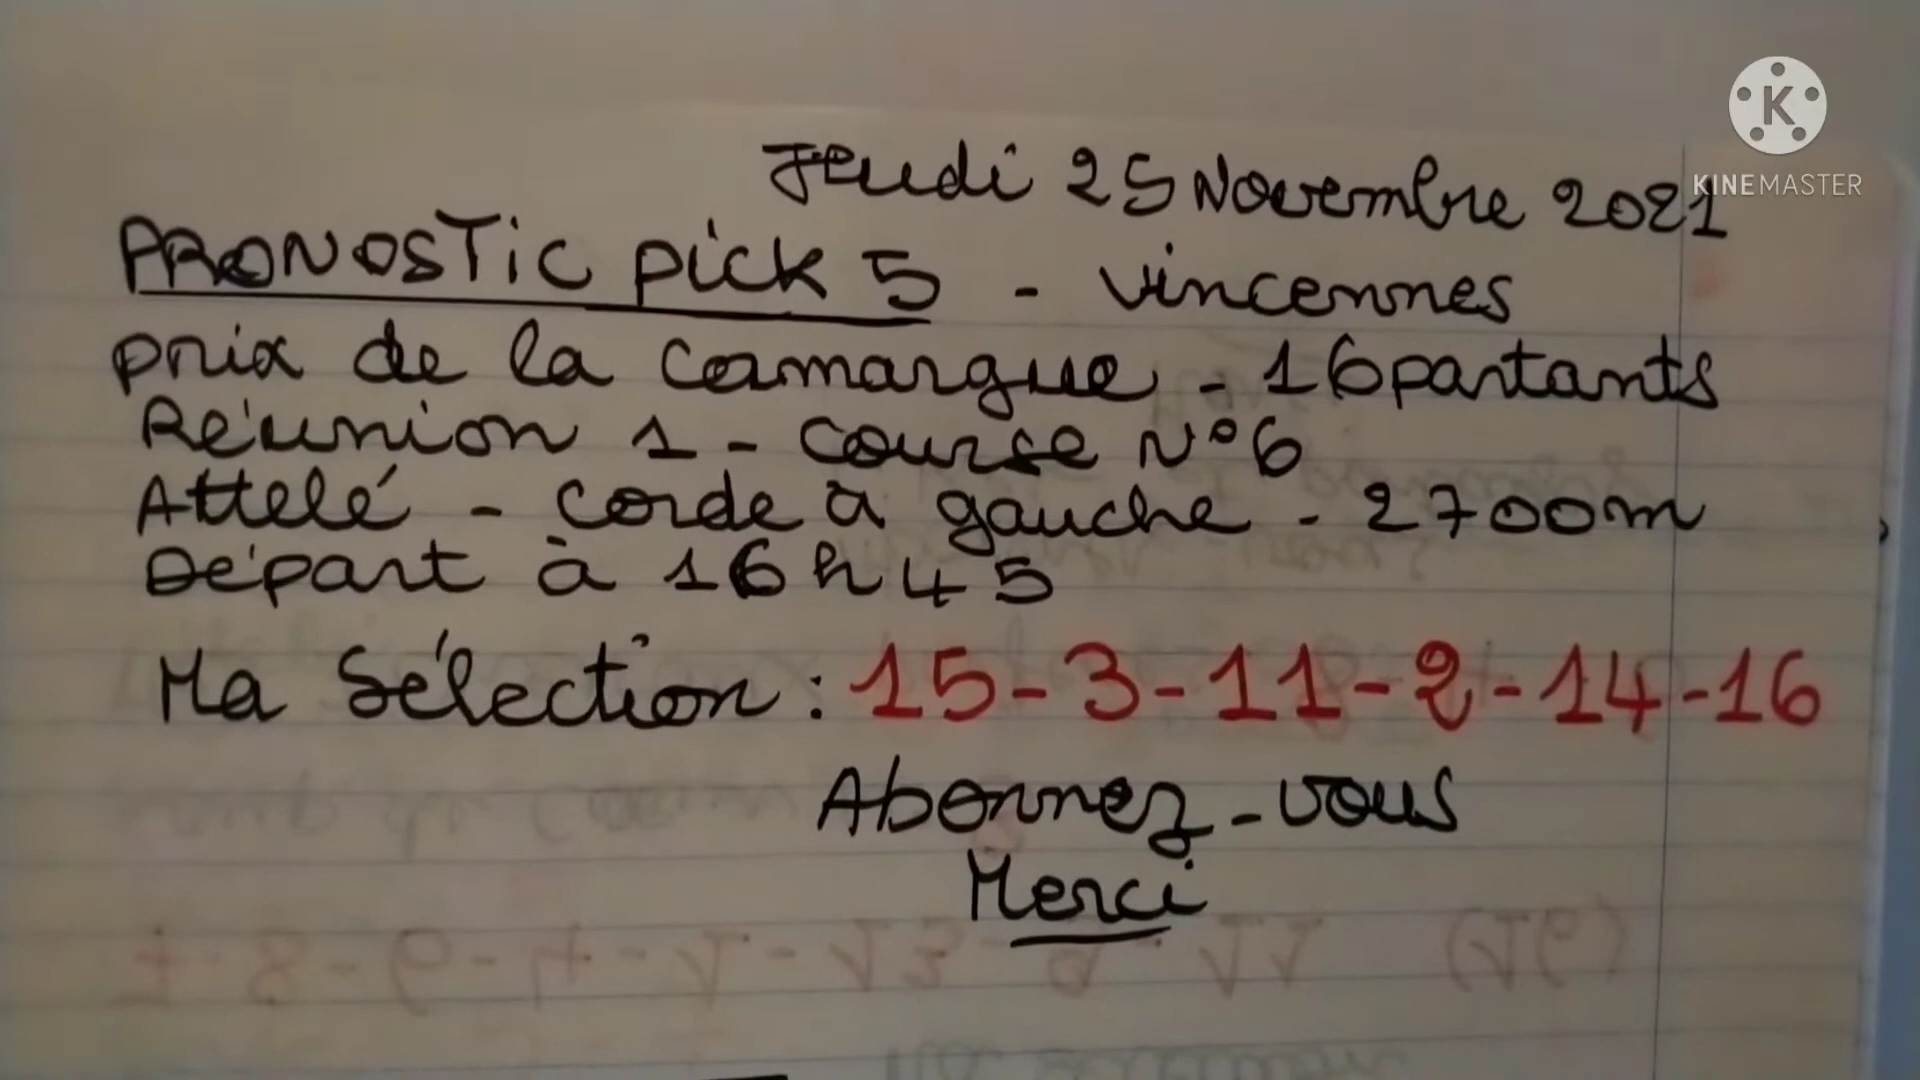 Jeudi 25 Novembre 2021
KINEMASTER
PRONOSTIC pick 5 - Vincennes
prix de la Camargue - 16 partants
Réunion 1 - Course N°6
Attelé - Corde à gauche - 2700m
Départ à 16h45
Ma Sélection : 15-3-11-2-14-16
Abonnez-vous
Merci